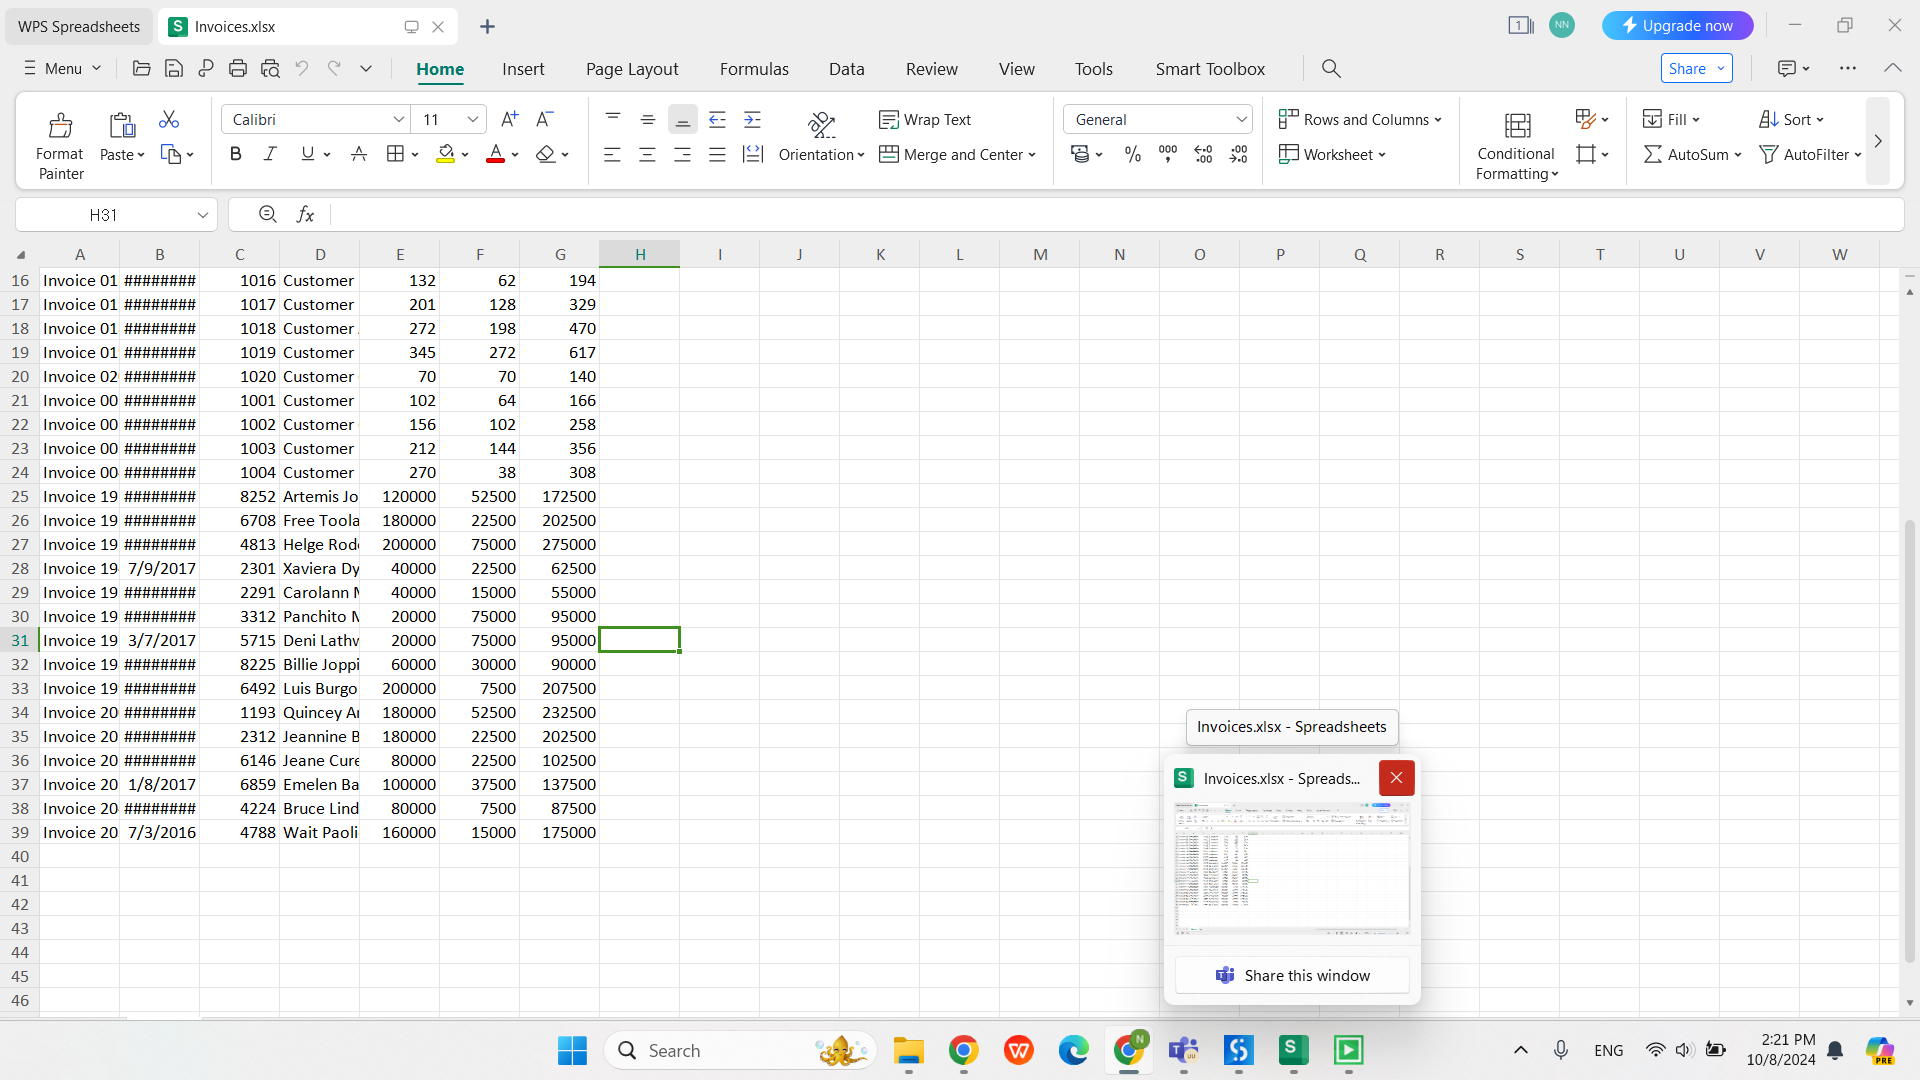 WPS Spreadsheets Invoices.xlsx 1 NN Upgrade now
Menu Home Insert Page Layout Formulas Data Review View Tools Smart Toolbox Share
Format Painter Paste Calibri 11 A+ A- Wrap Text General Rows and Columns Conditional Formatting Fill Sort
B I U A A Orientation Merge and Center % Worksheet AutoSum AutoFilter
H31 fx
A B C D E F G H I J K L M N O P Q R S T U V W
16 Invoice 01 ######## 1016 Customer 132 62 194
17 Invoice 01 ######## 1017 Customer 201 128 329
18 Invoice 01 ######## 1018 Customer 272 198 470
19 Invoice 01 ######## 1019 Customer 345 272 617
20 Invoice 02 ######## 1020 Customer 70 70 140
21 Invoice 00 ######## 1001 Customer 102 64 166
22 Invoice 00 ######## 1002 Customer 156 102 258
23 Invoice 00 ######## 1003 Customer 212 144 356
24 Invoice 00 ######## 1004 Customer 270 38 308
25 Invoice 19 ######## 8252 Artemis Jo 120000 52500 172500
26 Invoice 19 ######## 6708 Free Toola 180000 22500 202500
27 Invoice 19 ######## 4813 Helge Rod 200000 75000 275000
28 Invoice 19 7/9/2017 2301 Xaviera Dy 40000 22500 62500
29 Invoice 19 ######## 2291 Carolann M 40000 15000 55000
30 Invoice 19 ######## 3312 Panchito M 20000 75000 95000
31 Invoice 19 3/7/2017 5715 Deni Lathw 20000 75000 95000
32 Invoice 19 ######## 8225 Billie Joppi 60000 30000 90000
33 Invoice 19 ######## 6492 Luis Burgo 200000 7500 207500
34 Invoice 20 ######## 1193 Quincey A 180000 52500 232500
35 Invoice 20 ######## 2312 Jeannine B 180000 22500 202500
36 Invoice 20 ######## 6146 Jeane Cure 80000 22500 102500
37 Invoice 20 1/8/2017 6859 Emelen Ba 100000 37500 137500
38 Invoice 20 ######## 4224 Bruce Lind 80000 7500 87500
39 Invoice 20 7/3/2016 4788 Wait Paoli 160000 15000 175000
40
41
42
43
44
45
46
Invoices.xlsx - Spreadsheets
Invoices.xlsx - Spreads...
Share this window
Search ENG 2:21 PM
10/8/2024